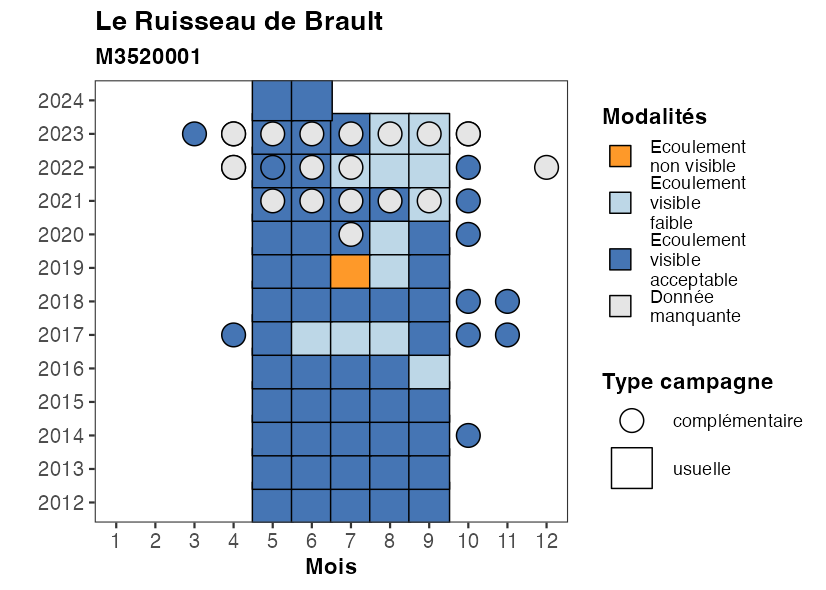 Le Ruisseau de Brault
M3520001
2024
2023
2022
2021
2020
2019
2018
2017
2016
2015
2014
2013
2012
1 2 3 4 5 6 7 8 9 10 11 12
Mois
Modalités
Ecoulement
non visible
Ecoulement
visible
faible
Ecoulement
visible
acceptable
Donnée
manquante
Type campagne
complémentaire
usuelle